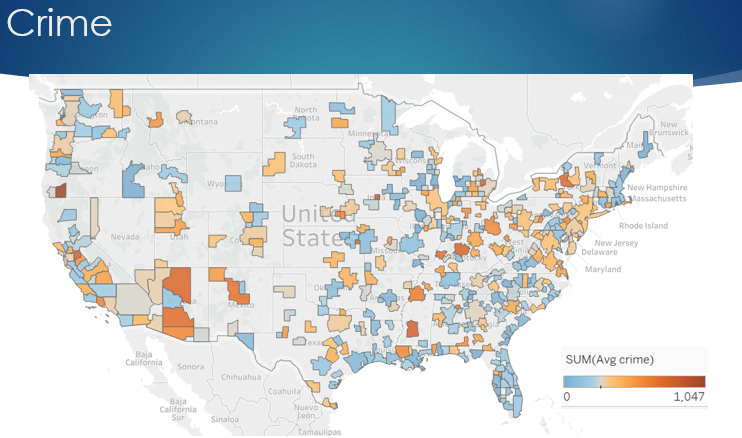 Crime
New
Brunswick
North
Dakota
Minnesota
Vermont
South
Dakota
New Hampshire
Massachusetts
Rhode Island
United
States
Nevada
Utah
New Jersey
Delaware
Maryland
Mexico
Baja
California
Sonora
Chihuahua
Coahuila
Baja
California
Sur
Sinaloa
Nuevo
León
Tamaulipas
SUM(Avg crime)
0
1,047